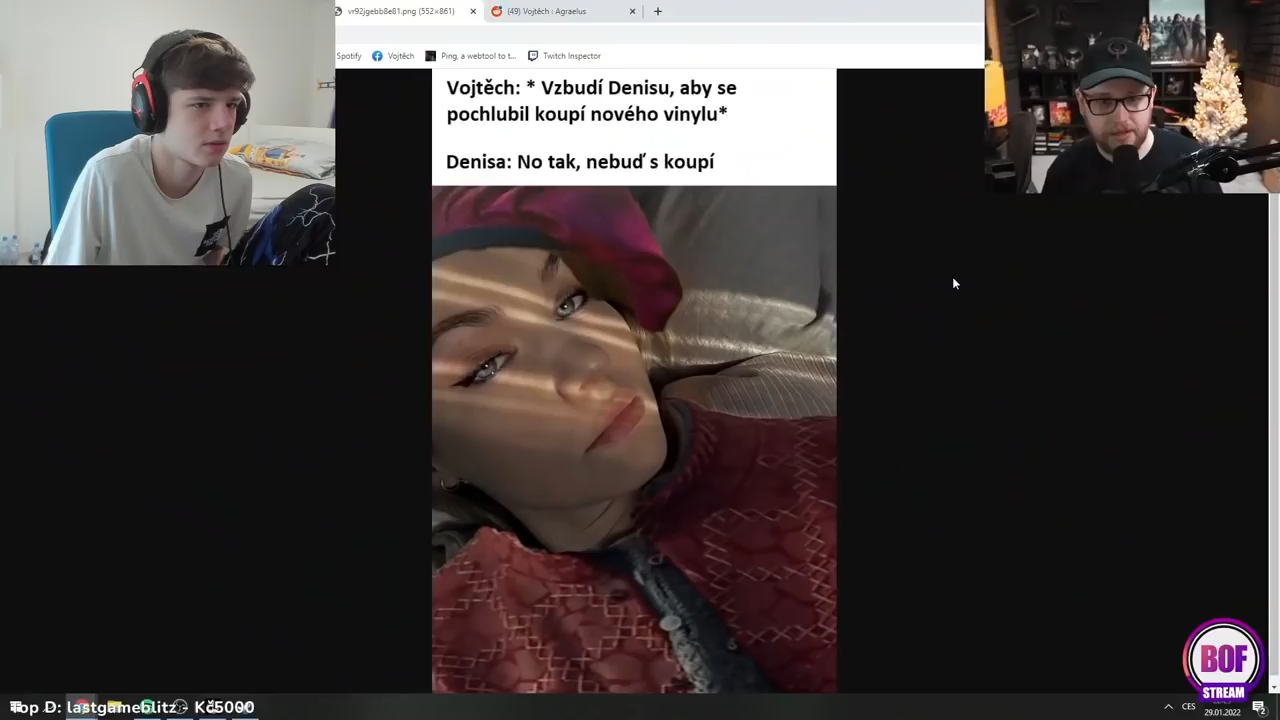 vr92jgebb8e81.png (552×861)
(49) Vojtěch : Agraelus
Spotify
Vojtěch
Ping, a webtool to t...
Twitch Inspector
Vojtěch: * Vzbudí Denisu, aby se
pochlubil koupí nového vinylu*
Denisa: No tak, nebuď s koupí
BOF
STREAM
Top D: lastgameblitz - Kč5000
CES
29.01.2022
2